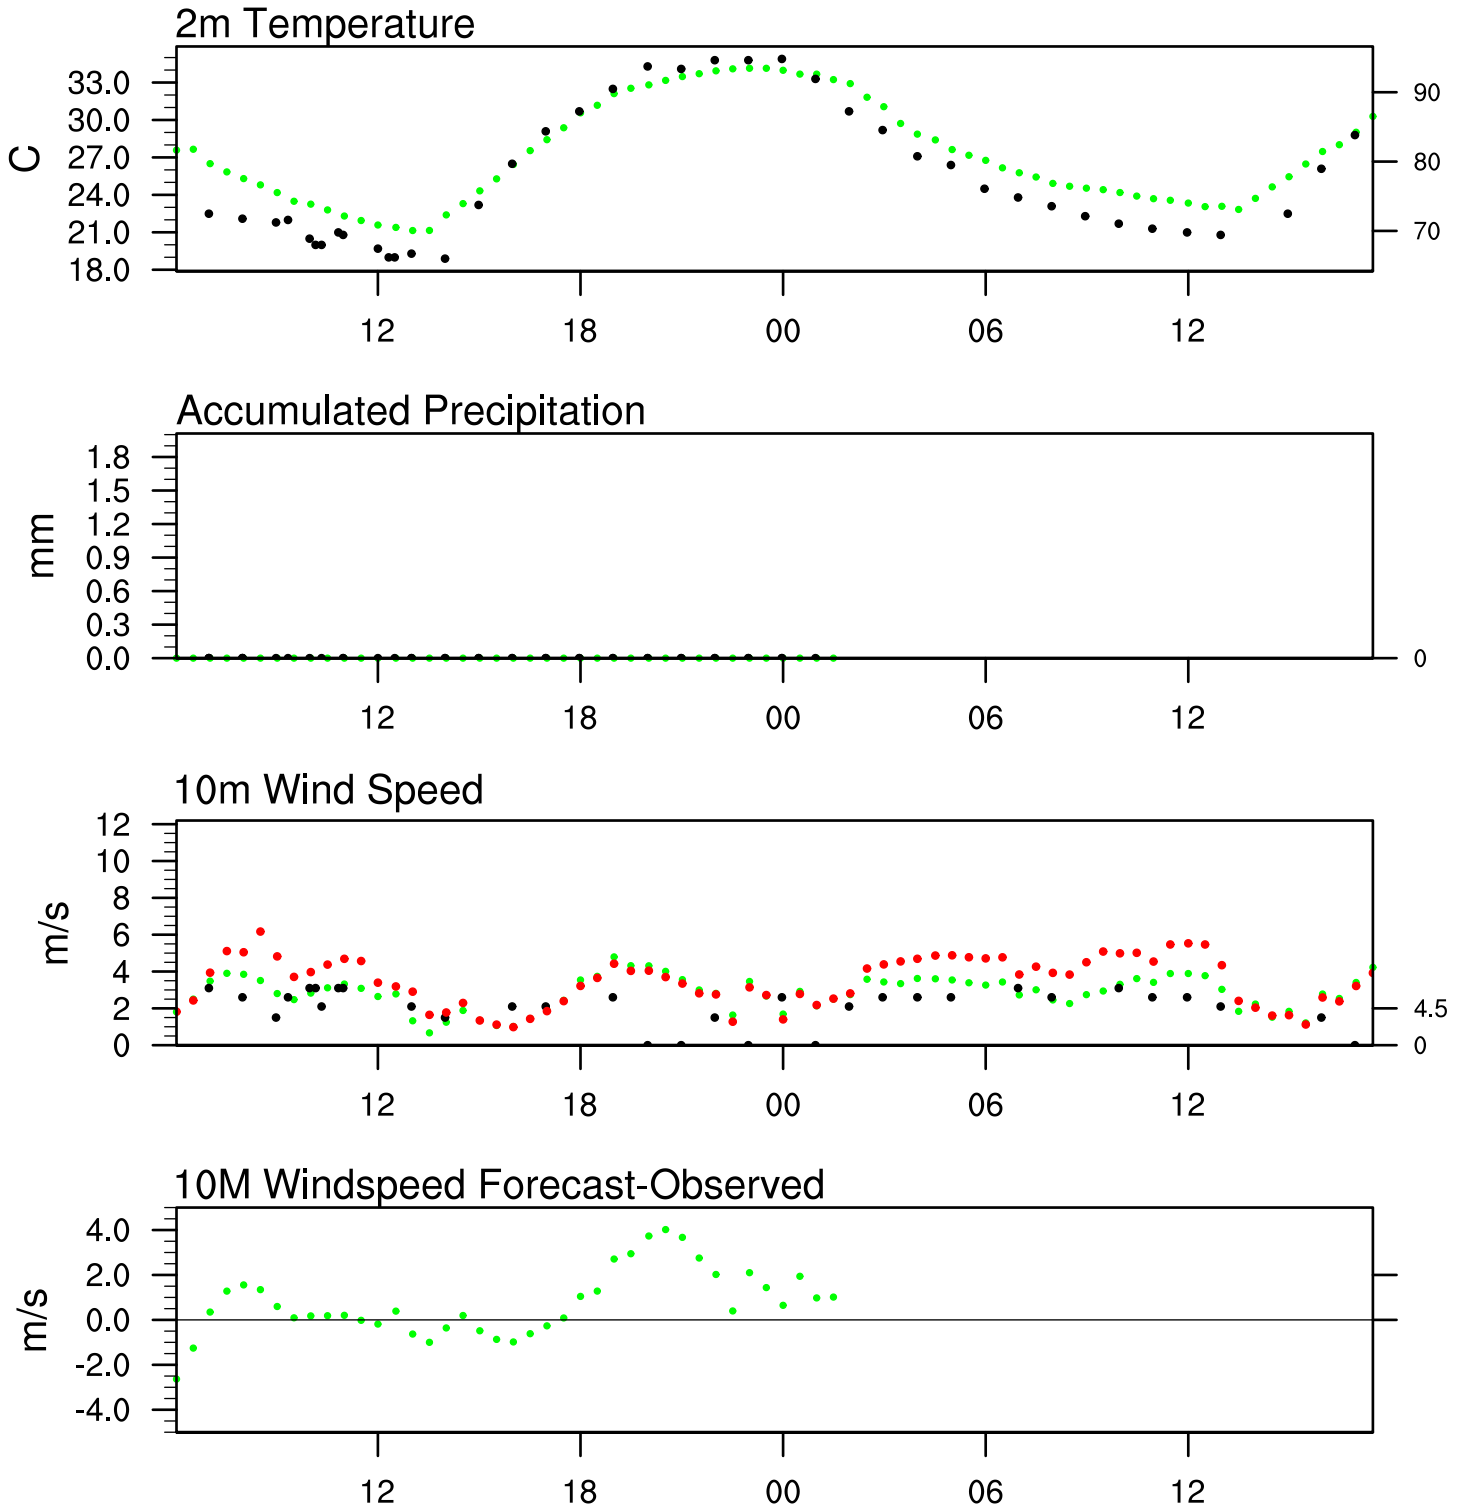 2m Temperature
33.0
30.0
27.0
24.0
21.0
18.0
C
90
80
70
12 18 00 06 12
Accumulated Precipitation
1.8
1.5
1.2
0.9
0.6
0.3
0.0
mm
0
12 18 00 06 12
10m Wind Speed
12
10
8
6
4
2
0
m/s
4.5
0
12 18 00 06 12
10M Windspeed Forecast-Observed
4.0
2.0
0.0
-2.0
-4.0
m/s
12 18 00 06 12